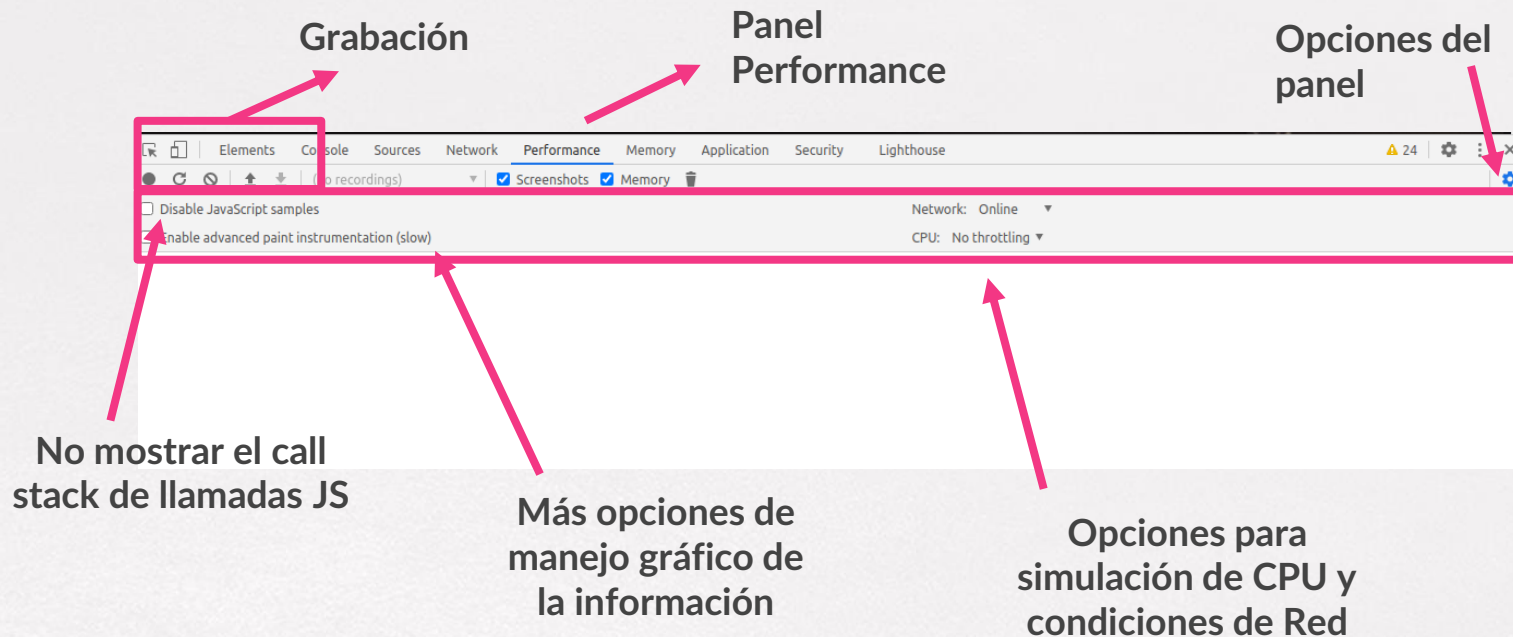 Grabación
Panel
Performance
Opciones del
panel
Elements Console Sources Network Performance Memory Application Security Lighthouse 24
(No recordings) Screenshots Memory
Disable JavaScript samples Network: Online
Enable advanced paint instrumentation (slow) CPU: No throttling
No mostrar el call
stack de llamadas JS
Más opciones de
manejo gráfico de
la información
Opciones para
simulación de CPU y
condiciones de Red